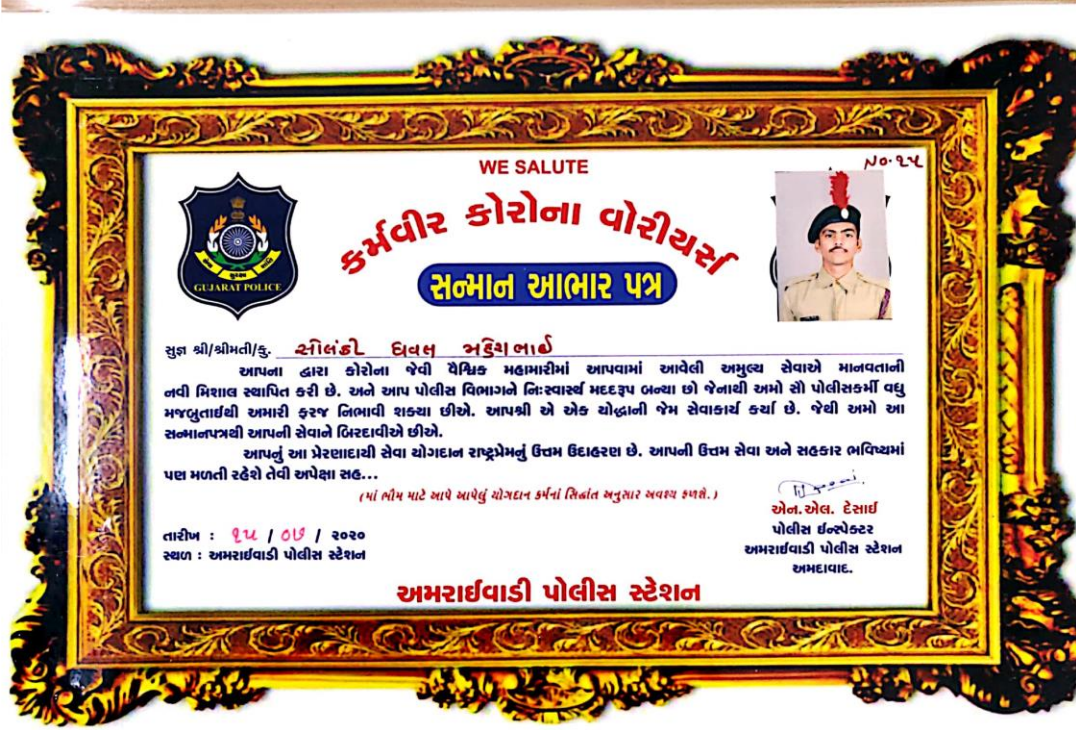 WE SALUTE
NO. ૧૫
કર્મવીર કોરોના વોરીયર્સ
સન્માન આભાર પત્ર
GUJARAT POLICE
સુજ્ઞ શ્રી/શ્રીમતી/કુ. સોલંકી ધવલ મહેશભાઈ
આપના દ્વારા કોરોના જેવી વૈશ્વિક મહામારીમાં આપવામાં આવેલી અમુલ્ય સેવાએ માનવતાની
નવી મિશાલ સ્થાપિત કરી છે. અને આપ પોલીસ વિભાગને નિઃસ્વાર્થ મદદરૂપ બન્યા છો જેનાથી અમો સૌ પોલીસકર્મી વધુ
મજબુતાઈથી અમારી ફરજ નિભાવી શક્યા છીએ. આપશ્રી એ એક યોદ્ધાની જેમ સેવાકાર્ય કર્યા છે. જેથી અમો આ
સન્માનપત્રથી આપની સેવાને બિરદાવીએ છીએ.
આપનું આ પ્રેરણાદાયી સેવા યોગદાન રાષ્ટ્રપ્રેમનું ઉત્તમ ઉદાહરણ છે. આપની ઉત્તમ સેવા અને સહકાર ભવિષ્યમાં
પણ મળતી રહેશે તેવી અપેક્ષા સહ...
(માં ભીમ માટે આપે આપેલું યોગદાન કર્મનાં સિદ્ધાંત અનુસાર અવશ્ય ફળશે.)
એન.એલ. દેસાઈ
તારીખ : ૧૫ / ૦૭ / ૨૦૨૦
પોલીસ ઈન્સ્પેક્ટર
સ્થળ : અમરાઈવાડી પોલીસ સ્ટેશન
અમરાઈવાડી પોલીસ સ્ટેશન
અમદાવાદ.
અમરાઈવાડી પોલીસ સ્ટેશન